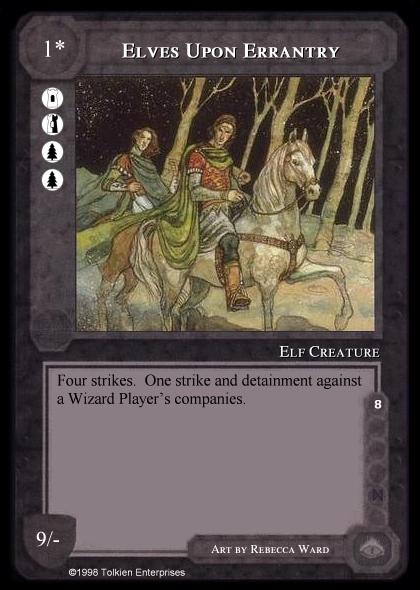 1*
Elves Upon Errantry
Elf Creature
Four strikes. One strike and detainment against
a Wizard Player's companies.
8
9/-
Art by Rebecca Ward
©1998 Tolkien Enterprises